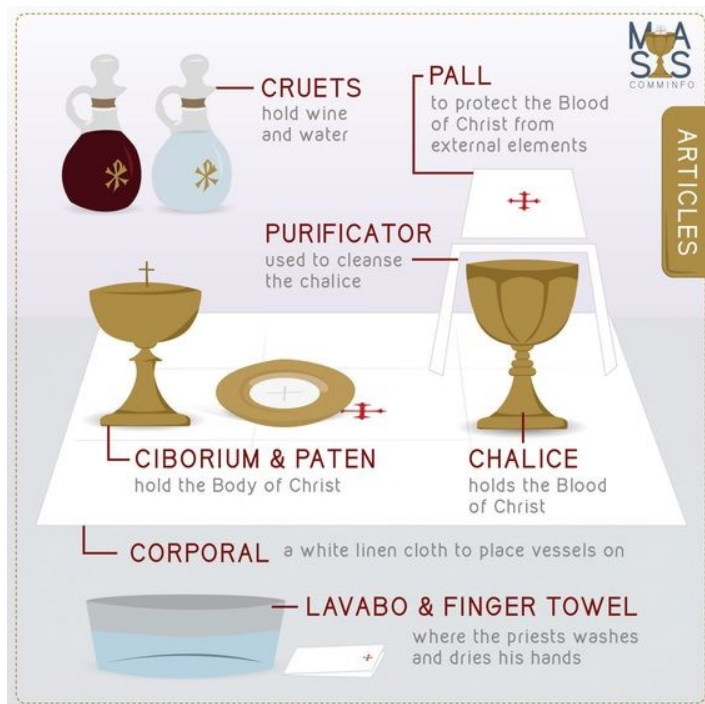 MASS
COMMINFO
ARTICLES
CRUETS
hold wine
and water
PALL
to protect the Blood
of Christ from
external elements
PURIFICATOR
used to cleanse
the chalice
CIBORIUM & PATEN
hold the Body of Christ
CHALICE
holds the Blood
of Christ
CORPORAL a white linen cloth to place vessels on
LAVABO & FINGER TOWEL
where the priests washes
and dries his hands